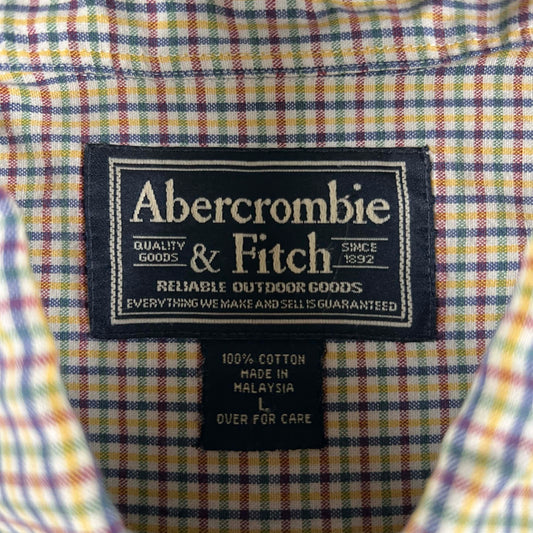 Abercrombie
QUALITY GOODS & Fitch SINCE 1892
RELIABLE OUTDOOR GOODS
EVERYTHING WE MAKE AND SELL IS GUARANTEED
100% COTTON
MADE IN
MALAYSIA
L
OVER FOR CARE